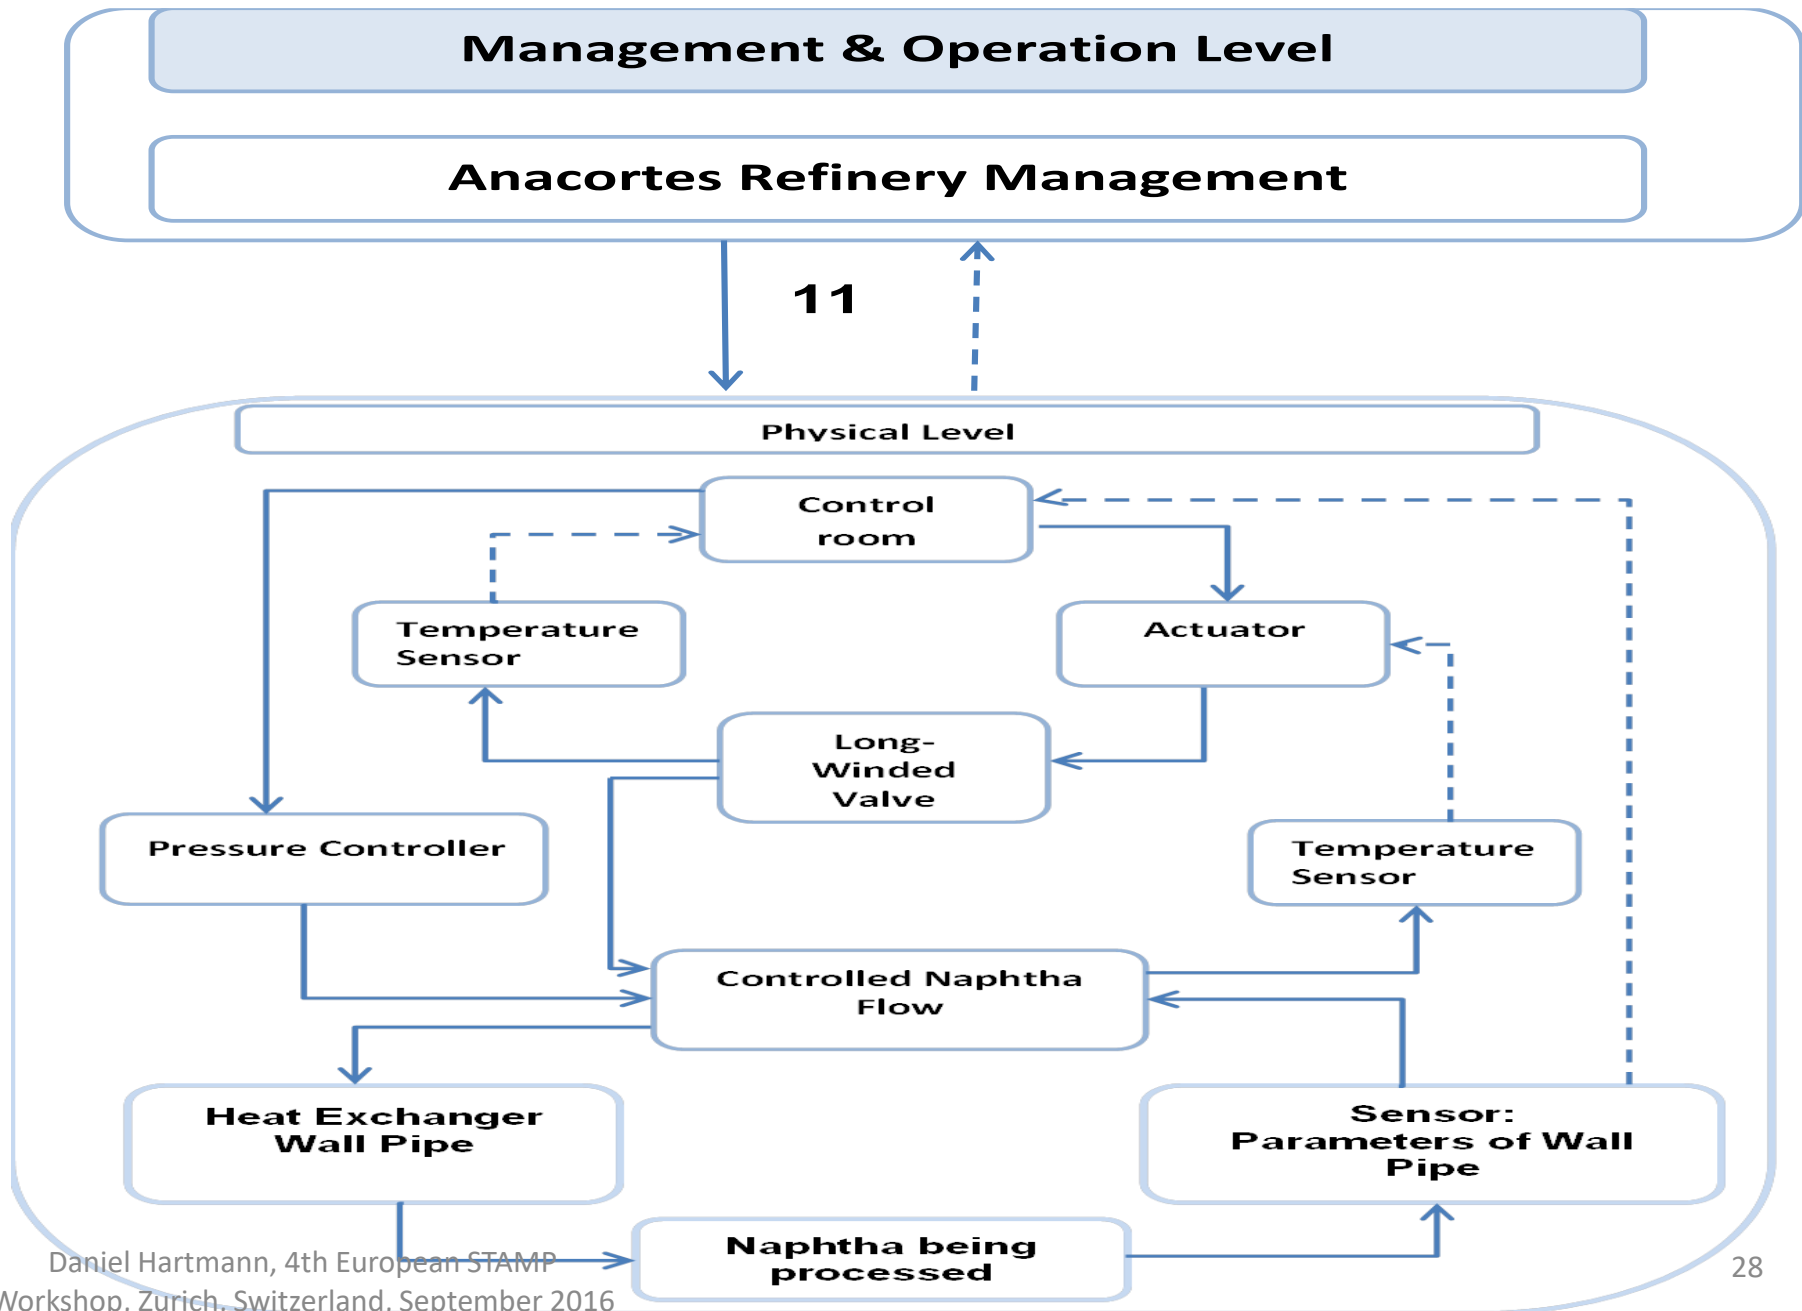 Management & Operation Level
Anacortes Refinery Management
11
Physical Level
Control
room
Temperature
Sensor
Actuator
Long-
Winded
Valve
Pressure Controller
Temperature
Sensor
Controlled Naphtha
Flow
Heat Exchanger
Wall Pipe
Sensor:
Parameters of Wall
Pipe
Naphtha being
processed
Daniel Hartmann, 4th European STAMP
Workshop, Zurich, Switzerland, September 2016
28